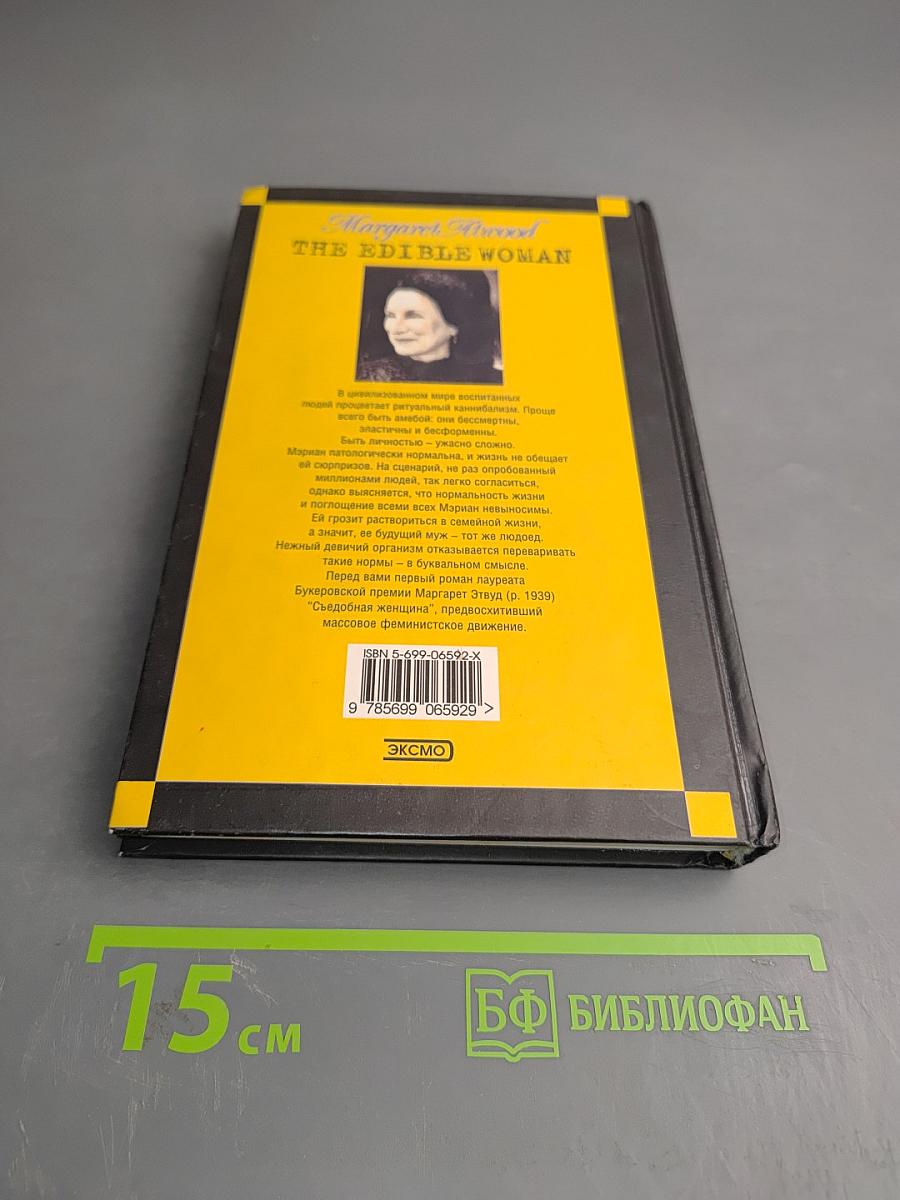 Margaret Atwood
THE EDIBLE WOMAN
В цивилизованном мире воспитанных
людей процветает ритуальный каннибализм. Проще
всего быть амебой: они бессмертны,
эластичны и бесформенны.
Быть личностью – ужасно сложно.
Мэриан патологически нормальна, и жизнь не обещает
ей сюрпризов. На сценарий, не раз опробованный
миллионами людей, так легко согласиться,
однако выясняется, что нормальность жизни
и поглощение всеми всех Мэриан невыносимы.
Ей грозит раствориться в семейной жизни,
а значит, ее будущий муж – тот же людоед.
Нежный девичий организм отказывается переваривать
такие нормы – в буквальном смысле.
Перед вами первый роман лауреата
Букеровской премии Маргарет Этвуд (р. 1939)
"Съедобная женщина", предвосхитивший
массовое феминистское движение.
ISBN 5-699-06592-X
9 785699 065929 >
ЭКСМО
15 см
БФ БИБЛИОФАН